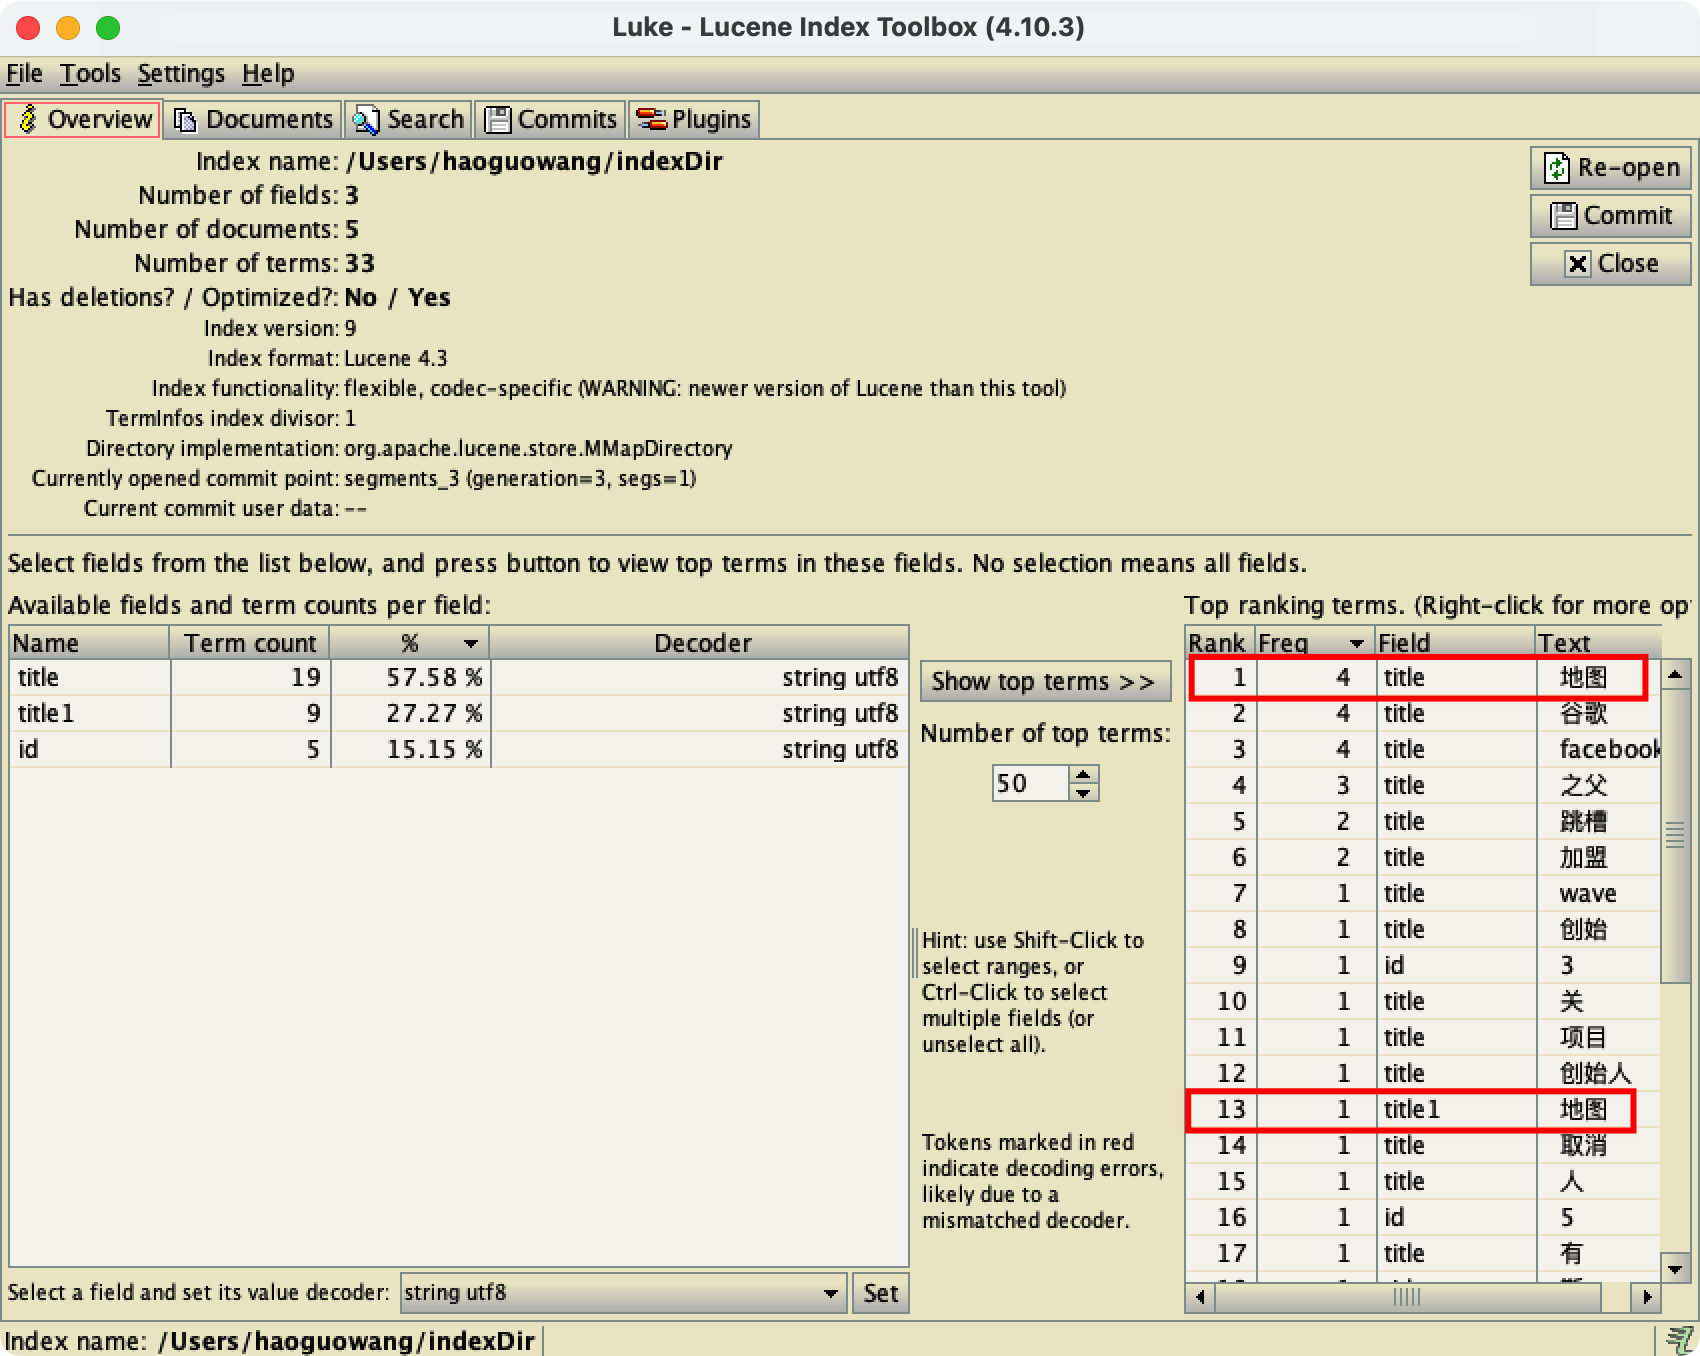 Luke - Lucene Index Toolbox (4.10.3)
File Tools Settings Help
Overview Documents Search Commits Plugins
Index name: /Users/haoguowang/indexDir
Number of fields: 3
Number of documents: 5
Number of terms: 33
Has deletions? / Optimized?: No / Yes
Index version: 9
Index format: Lucene 4.3
Index functionality: flexible, codec-specific (WARNING: newer version of Lucene than this tool)
TermInfos index divisor: 1
Directory implementation: org.apache.lucene.store.MMapDirectory
Currently opened commit point: segments_3 (generation=3, segs=1)
Current commit user data: --
Re-open
Commit
Close
Select fields from the list below, and press button to view top terms in these fields. No selection means all fields.
Available fields and term counts per field:
Name Term count % Decoder
title 19 57.58 % string utf8
title1 9 27.27 % string utf8
id 5 15.15 % string utf8
Show top terms >>
Number of top terms:
50
Hint: use Shift-Click to
select ranges, or
Ctrl-Click to select
multiple fields (or
unselect all).
Tokens marked in red
indicate decoding errors,
likely due to a
mismatched decoder.
Top ranking terms. (Right-click for more op
Rank Freq Field Text
1 4 title 地图
2 4 title 谷歌
3 4 title facebook
4 3 title 之父
5 2 title 跳槽
6 2 title 加盟
7 1 title wave
8 1 title 创始
9 1 id 3
10 1 title 关
11 1 title 项目
12 1 title 创始人
13 1 title1 地图
14 1 title 取消
15 1 title 人
16 1 id 5
17 1 title 有
Select a field and set its value decoder: string utf8 Set
Index name: /Users/haoguowang/indexDir